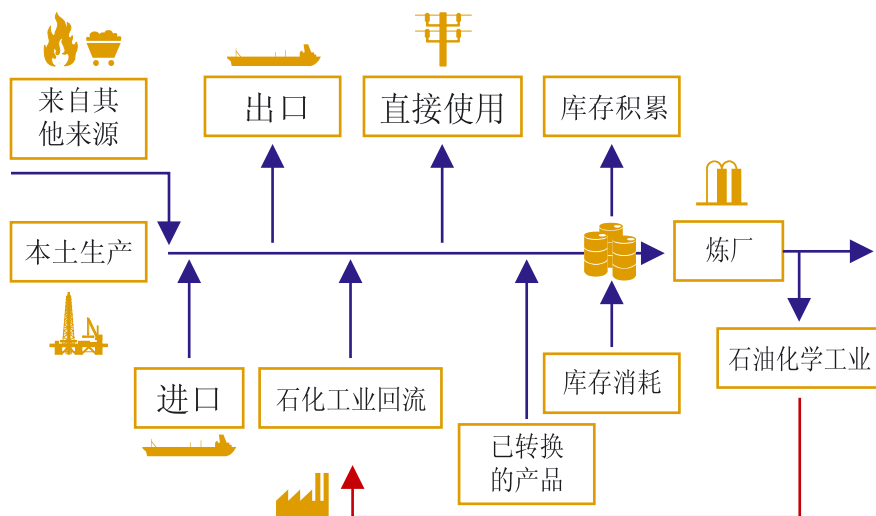 来自其
他来源
出口
直接使用
库存积累
本土生产
炼厂
石油化学工业
进口
石化工业回流
库存消耗
已转换
的产品